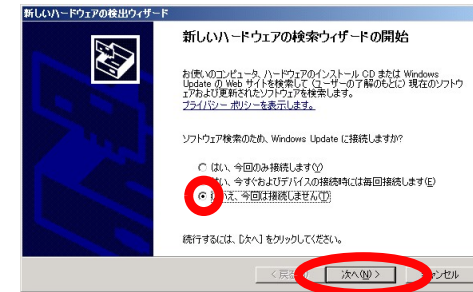 新しいハードウェアの検出ウィザード
新しいハードウェアの検索ウィザードの開始
お使いのコンピュータ、ハードウェアのインストール CD または Windows
Update の Web サイトを検索して (ユーザーの了解のもとに) 現在のソフトウ
ェアおよび更新されたソフトウェアを検索します。
プライバシー ポリシーを表示します。
ソフトウェア検索のため、Windows Update に接続しますか?
はい、今回のみ接続します(Y)
い、今すぐおよびデバイスの接続時には毎回接続します(E)
え、今回は接続しません(T)
続行するには、[次へ] をクリックしてください。
< 戻 次へ(N) > ャンセル